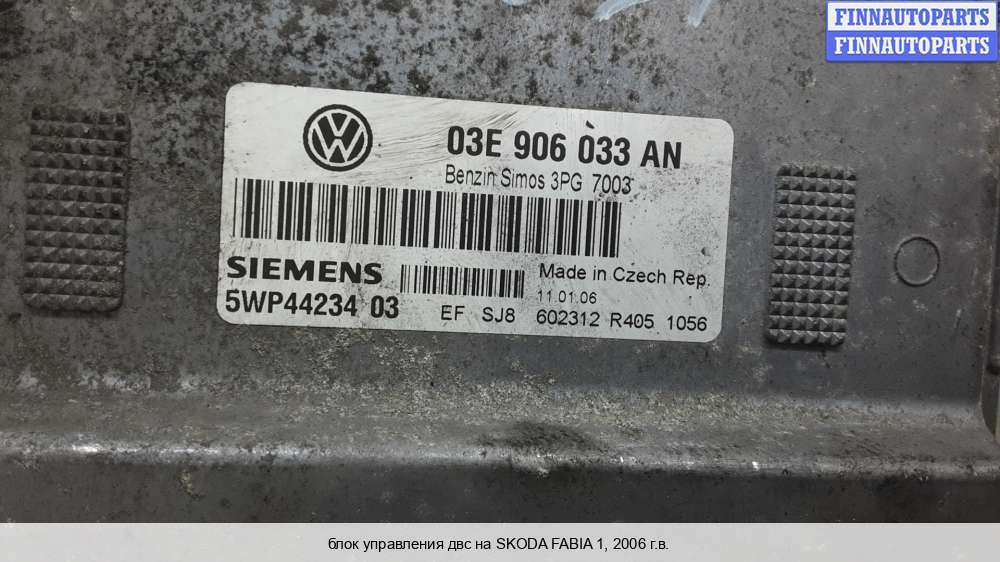 FINNAUTOPARTS
FINNAUTOPARTS
03E 906 033 AN
Benzin Simos 3PG 7003
SIEMENS
Made in Czech Rep.
11.01.06
5WP44234 03
EF SJ8 602312 R405 1056
блок управления двс на SKODA FABIA 1, 2006 г.в.